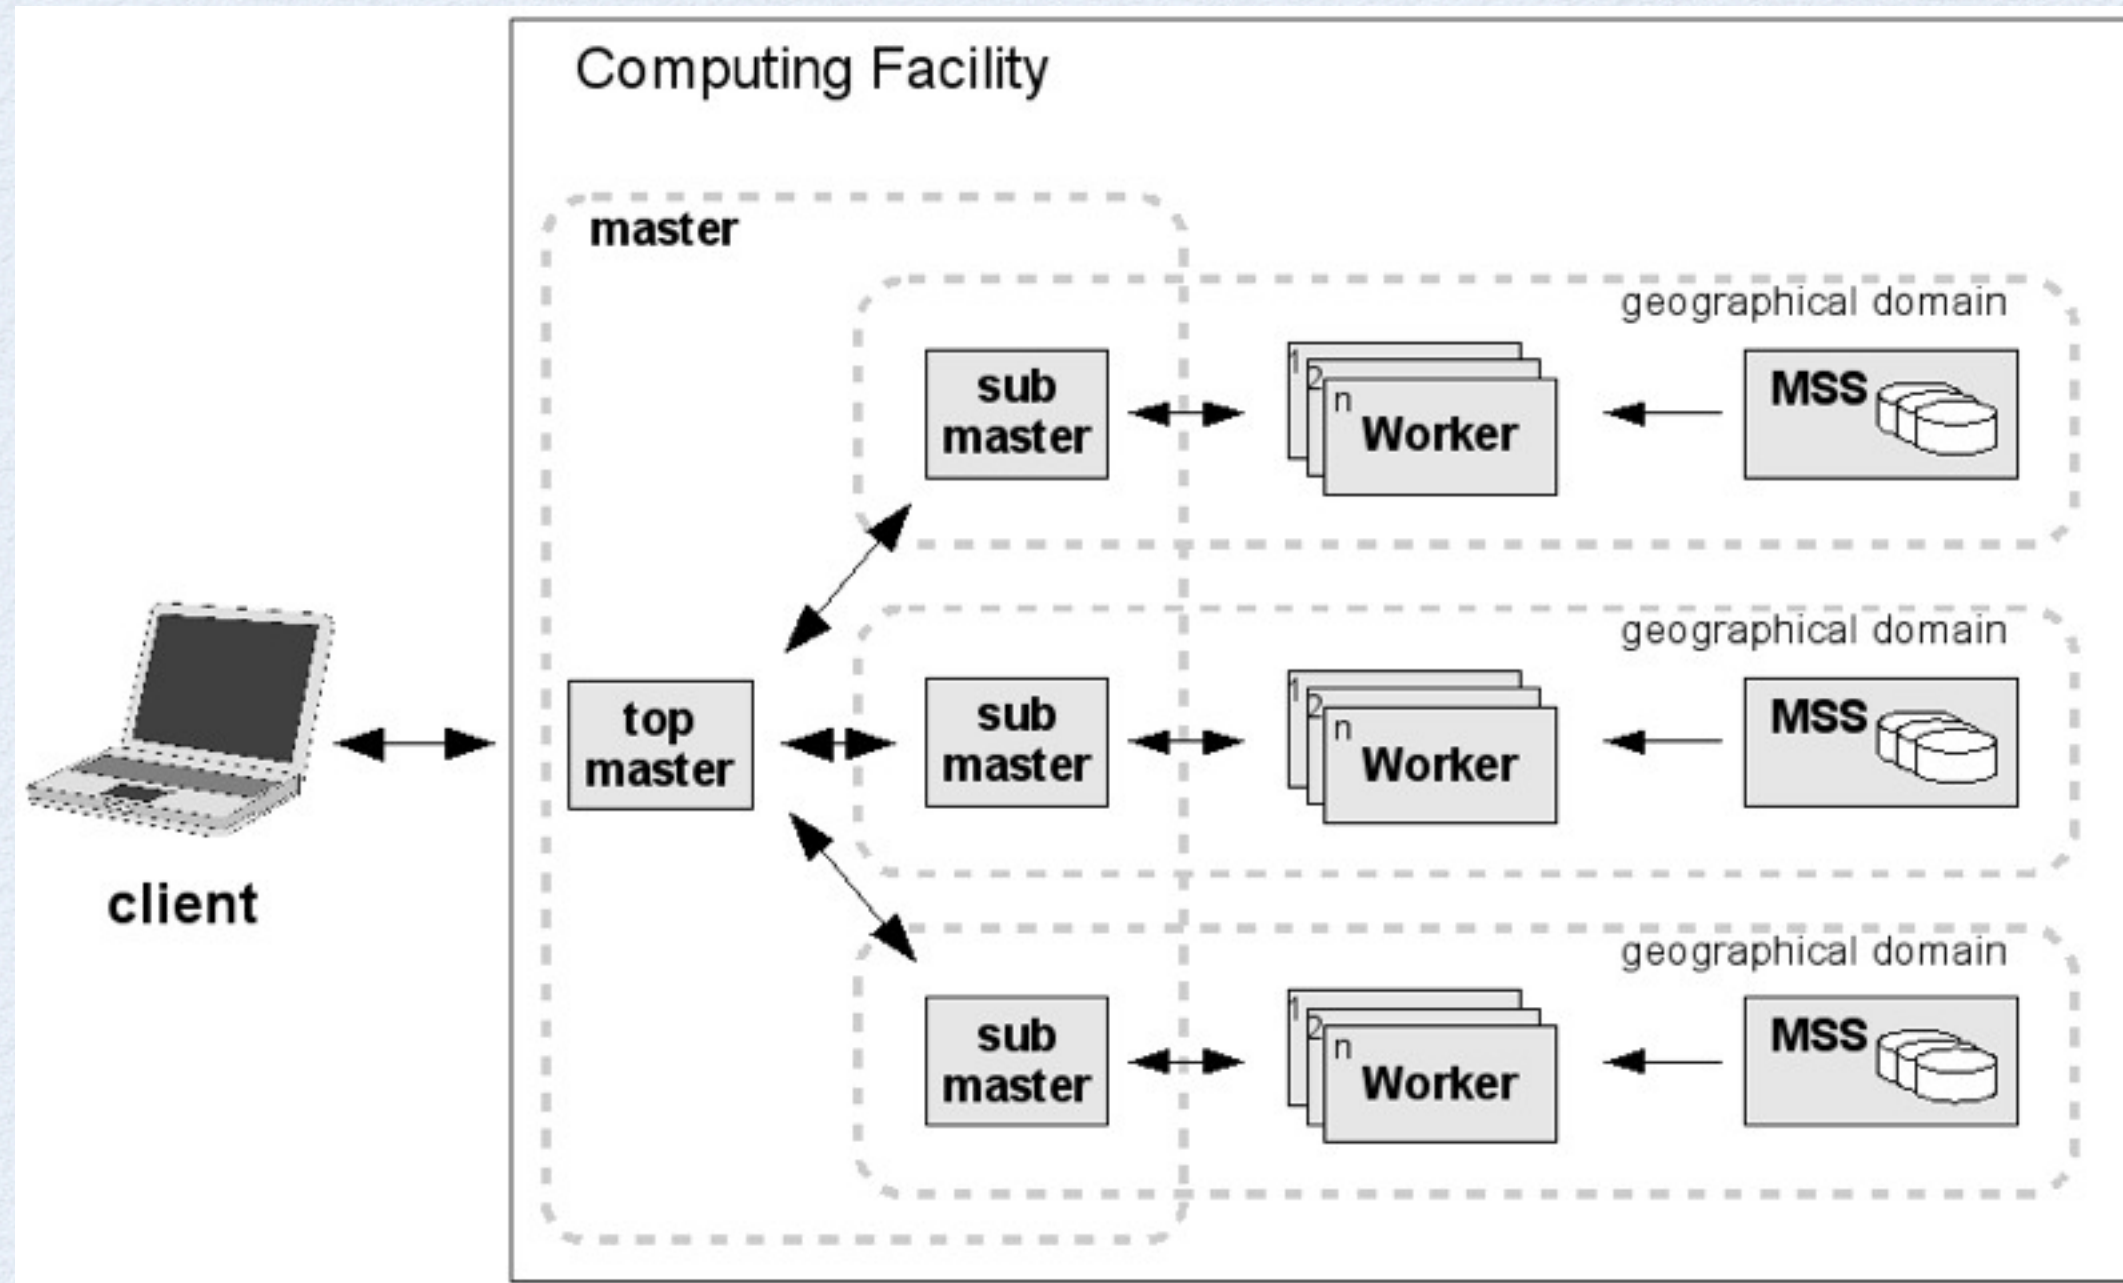 Computing Facility
master
geographical domain
sub
master
1
2
n
Worker
MSS
geographical domain
client
top
master
sub
master
1
2
n
Worker
MSS
geographical domain
sub
master
1
2
n
Worker
MSS